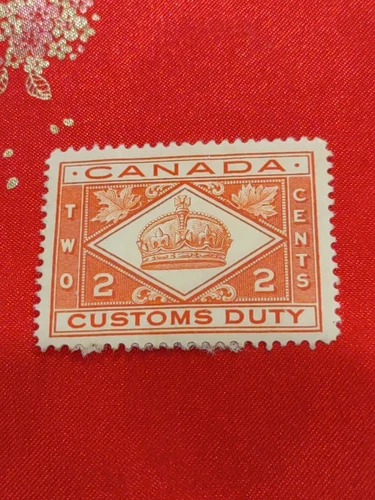 · CANADA ·
TWO
CENTS
2
2
CUSTOMS DUTY